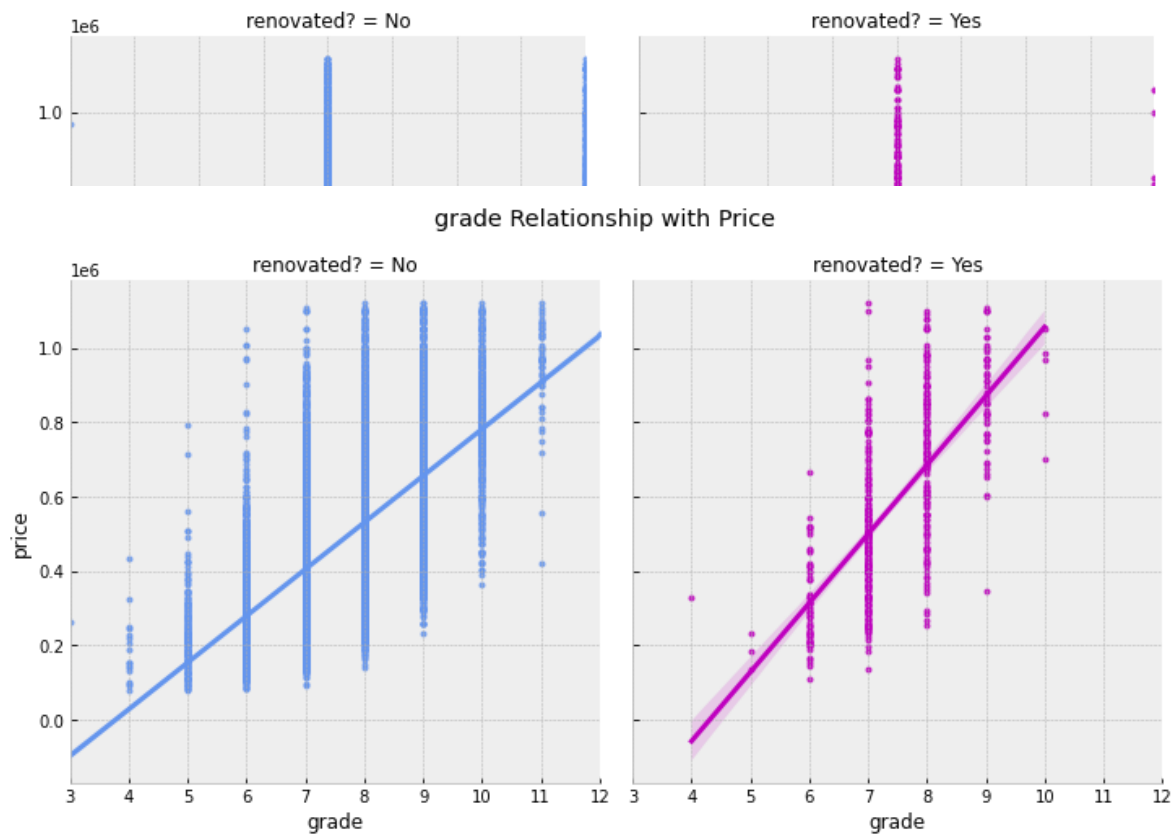 renovated? = No renovated? = Yes
1e6
1.0
grade Relationship with Price
renovated? = No renovated? = Yes
1e6
1.0
0.8
0.6
price
0.4
0.2
0.0
3 4 5 6 7 8 9 10 11 12 3 4 5 6 7 8 9 10 11 12
grade grade